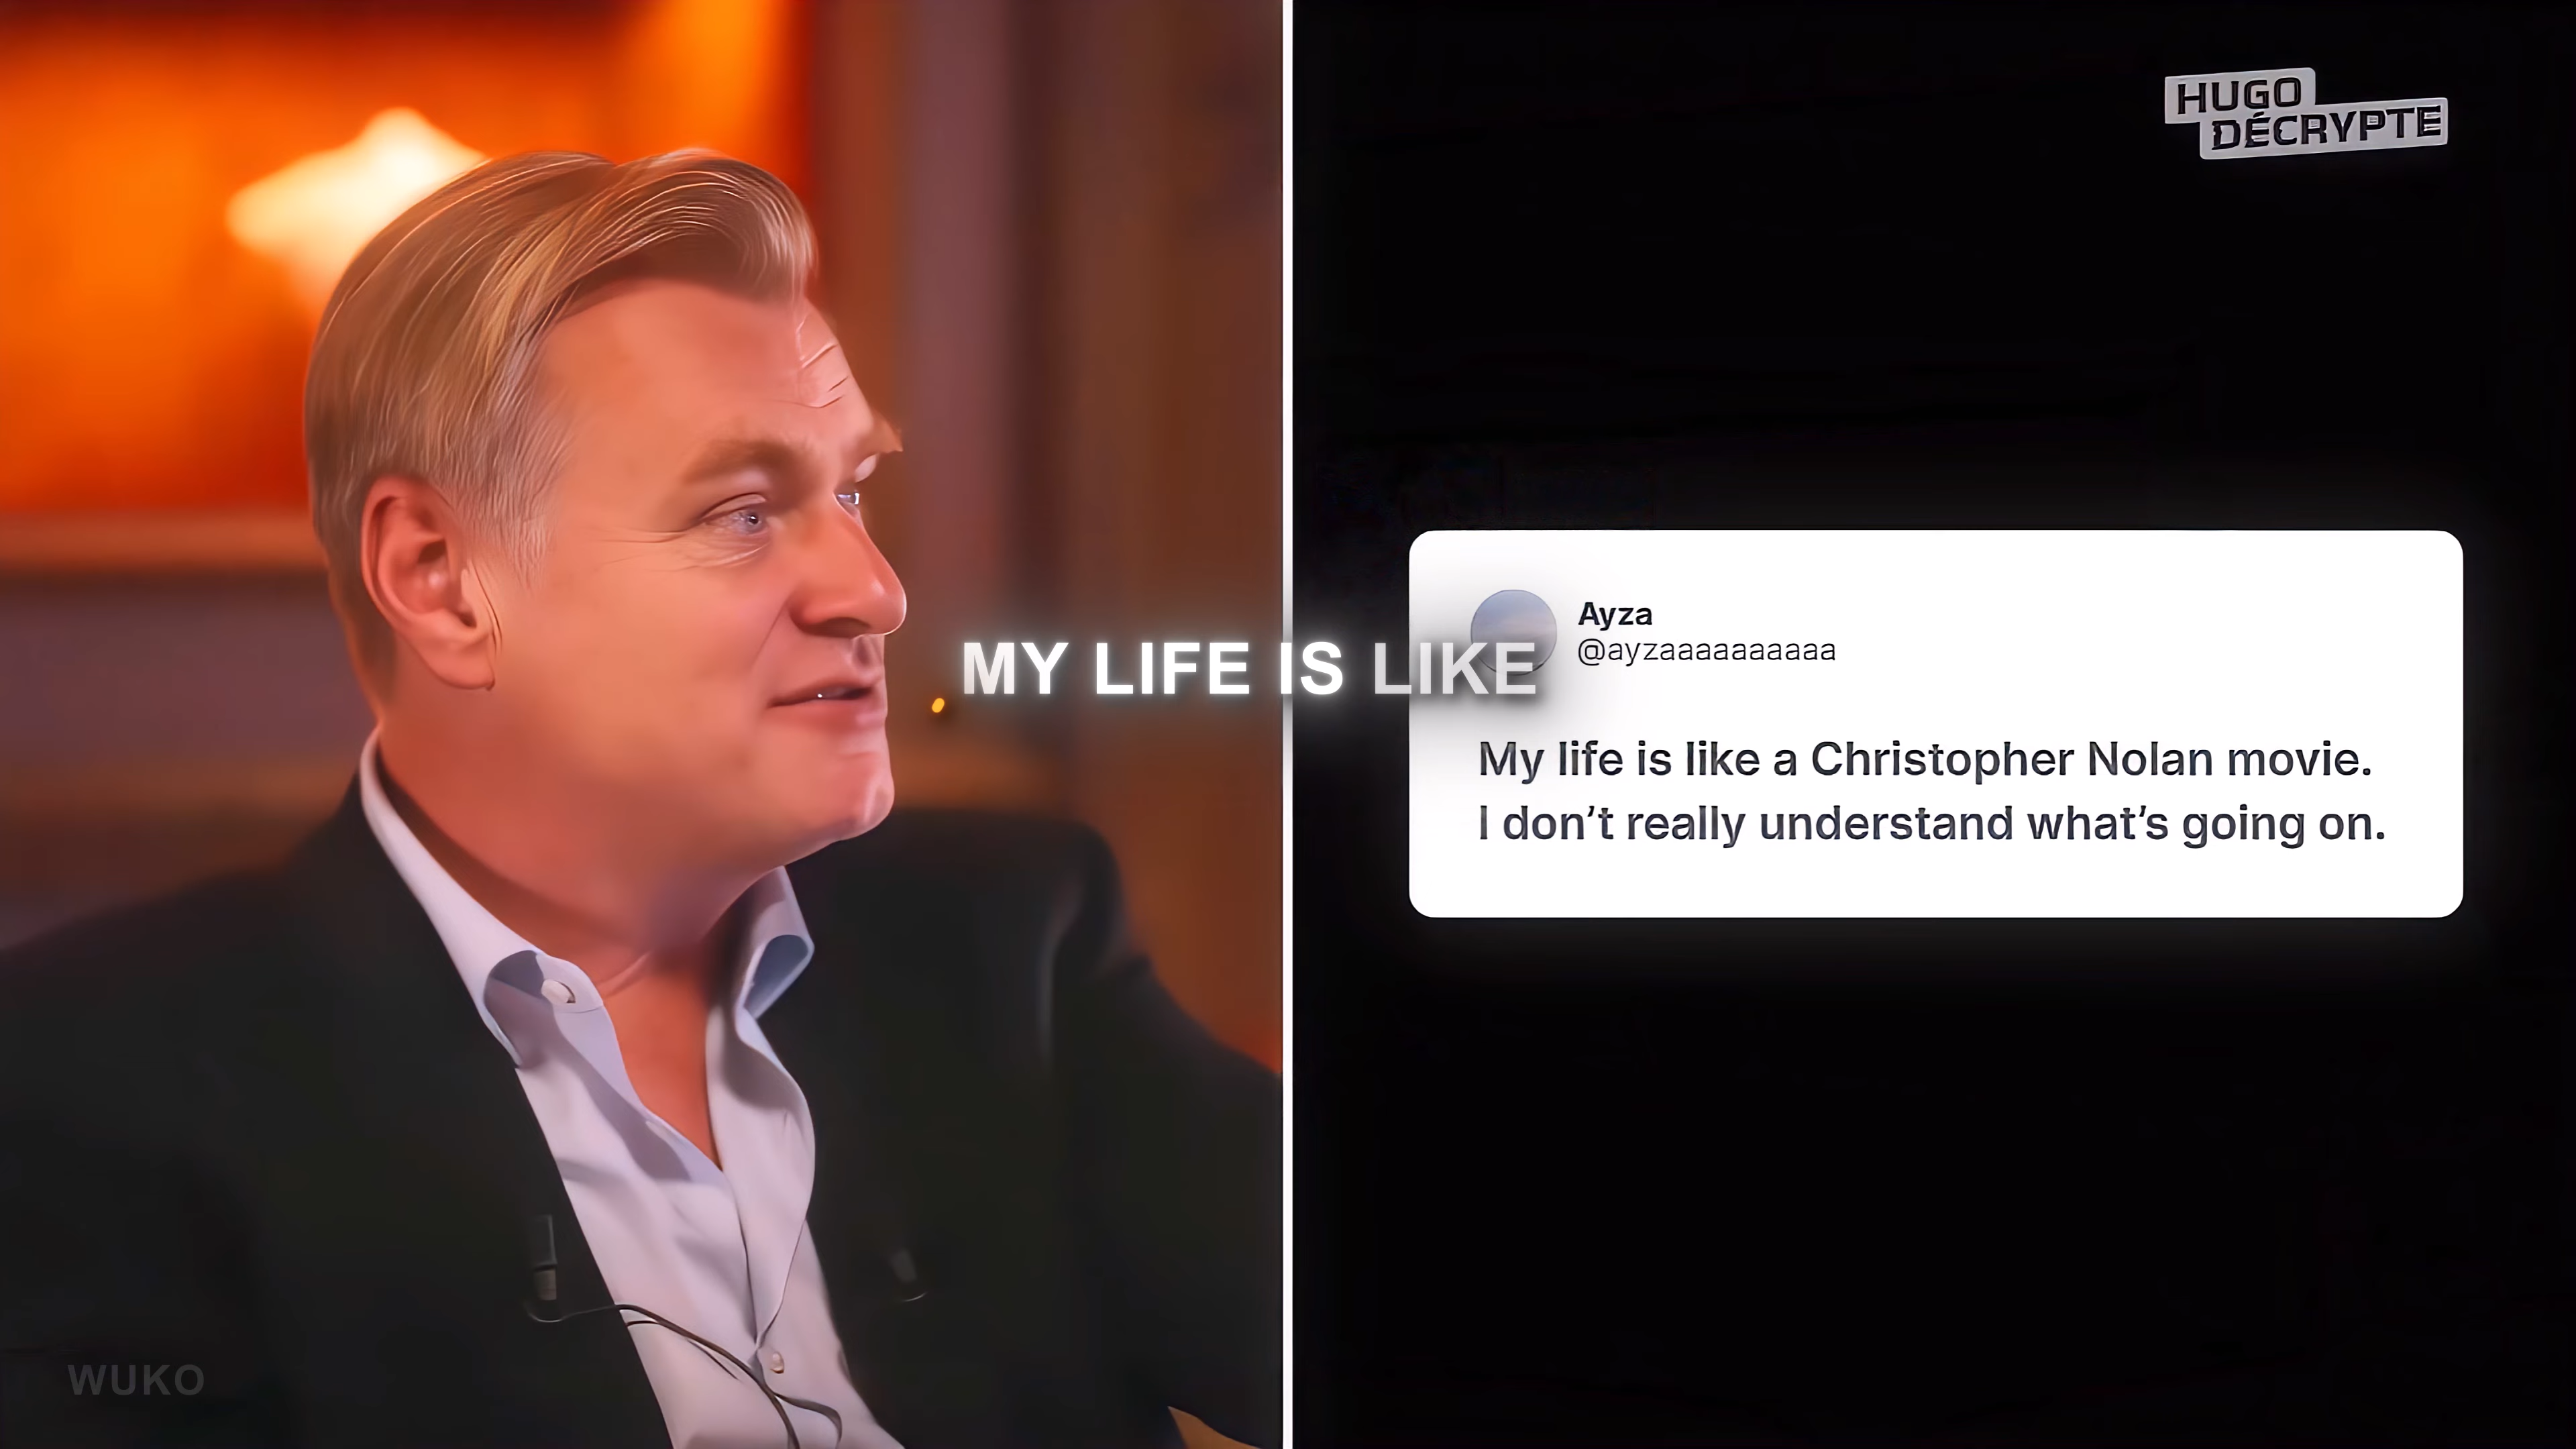 HUGO
DÉCRYPTE
MY LIFE IS LIKE
Ayza
@ayzaaaaaaaaaa
My life is like a Christopher Nolan movie.
I don’t really understand what’s going on.
WUKO